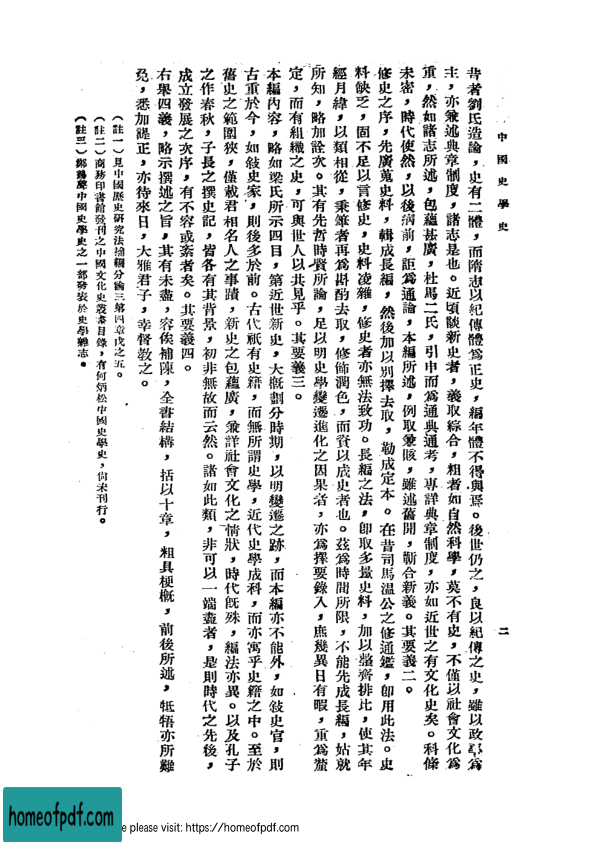 中國史學史
二
昔者劉氏造論，史有二體，而隋志以紀傳體爲正史，編年體不得與焉。後世仍之，良以紀傳之史，雖以政事爲
主，亦兼述典章制度，諸志是也。近頃談新史者，義取綜合，粗者如自然科學，莫不有史，不僅以社會文化爲
重，然如諸志所述，包蘊甚廣，杜馬二氏，引申而爲通典通考，專詳典章制度，亦如近世之有文化史矣。科條
未密，時代使然，以後病前，詎爲通論，本編所述，例取兼賅，雖述舊聞，蘄合新義。其要義二。
修史之序，先廣蒐史料，輯成長編，然後加以別擇去取，勒成定本。在昔司馬温公之修通鑑，卽用此法。史
料缺乏，固不足以言修史，史料凌雜，修史者亦無法致功。長編之法，卽取多量史料，加以整齊排比，使其年
經月緯，以類相從，秉筆者再爲斟酌去取，修飾潤色，而資以成史者也。茲爲時間所限，不能先成長編，姑就
所知，略加詮次。其有先哲時賢所論，足以明史學變遷進化之因果者，亦爲擇要錄入，庶幾異日有暇，重爲釐
定，而有組織之史，可與世人以共見乎。其要義三。
本編內容，略如梁氏所示四目，第近世新史，大概劃分時期，以明變遷之跡，而本編亦不能外，如敍史官，則
古重於今，如敍史家，則後多於前。古代祇有史籍，而無所謂史學，近代史學成科，而亦寓乎史籍之中。至於
舊史之範圍狹，僅載君相名人之事蹟，新史之包蘊廣，兼詳社會文化之情狀，時代旣殊，編法亦異。以及孔子
之作春秋，子長之撰史記，皆各有其背景，初非無故而云然。諸如此類，非可以一端盡者，是則時代之先後，
成立發展之次序，有不容或紊者矣。其要義四。
右舉四義，略示撰述之旨，其有未盡，容俟補陳，全書結構，括以十章，粗具梗概，前後所述，牴牾亦所難
免，悉加諟正，亦待來日，大雅君子，幸督敎之。
（註一）見中國歷史研究法補編分論三第四章戊之五。
（註二）商務印書館發刊之中國文化史叢書目錄，有何炳松中國史學史，尙未刊行。
（註三）鄭鶴聲中國史學史之一部發表於史學雜志。
homeofpdf.com
e please visit: https://homeofpdf.com